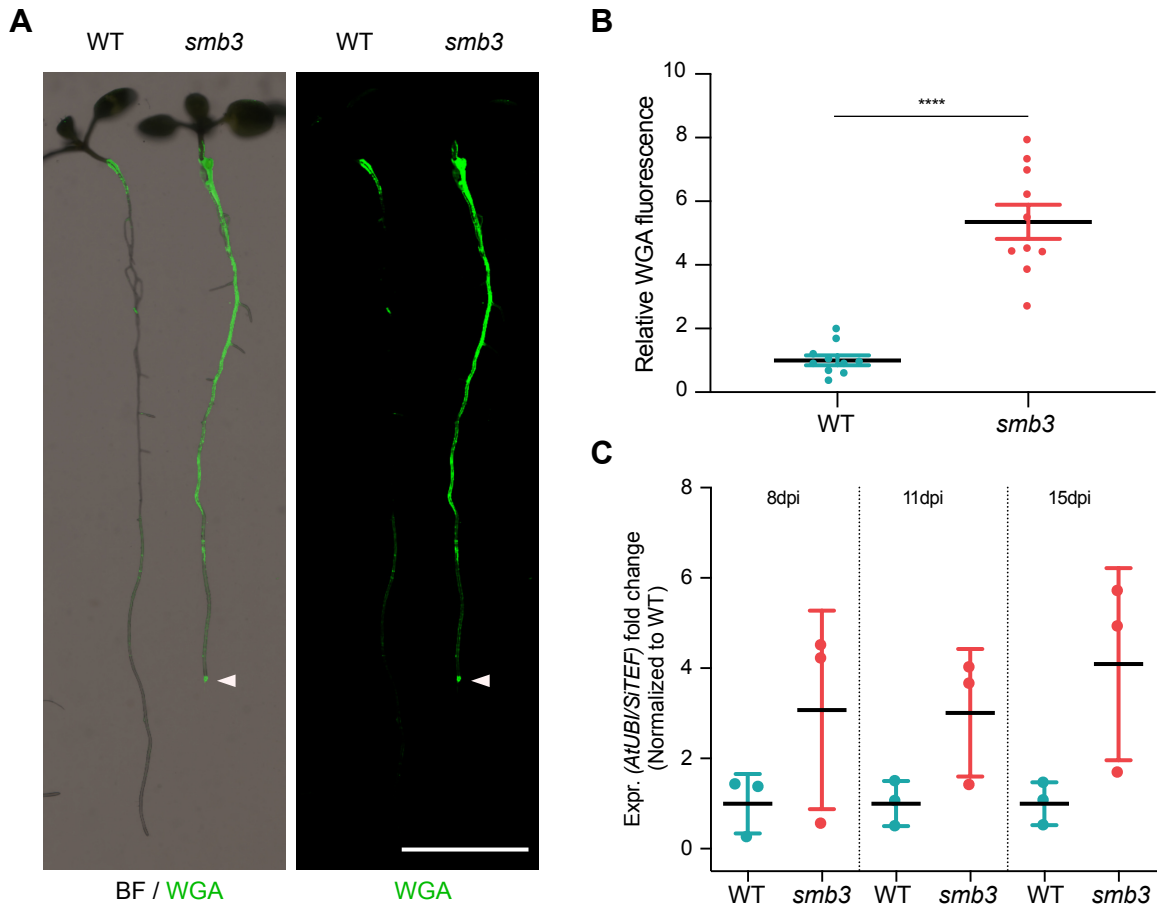 A
WT
smb3
WT
smb3
BF / WGA
WGA
B
Relative WGA fluorescence
10
8
6
4
2
0
****
WT
smb3
C
Expr. (AtUBI/SiTEF) fold change
(Normalized to WT)
8
6
4
2
0
8dpi
11dpi
15dpi
WT
smb3
WT
smb3
WT
smb3